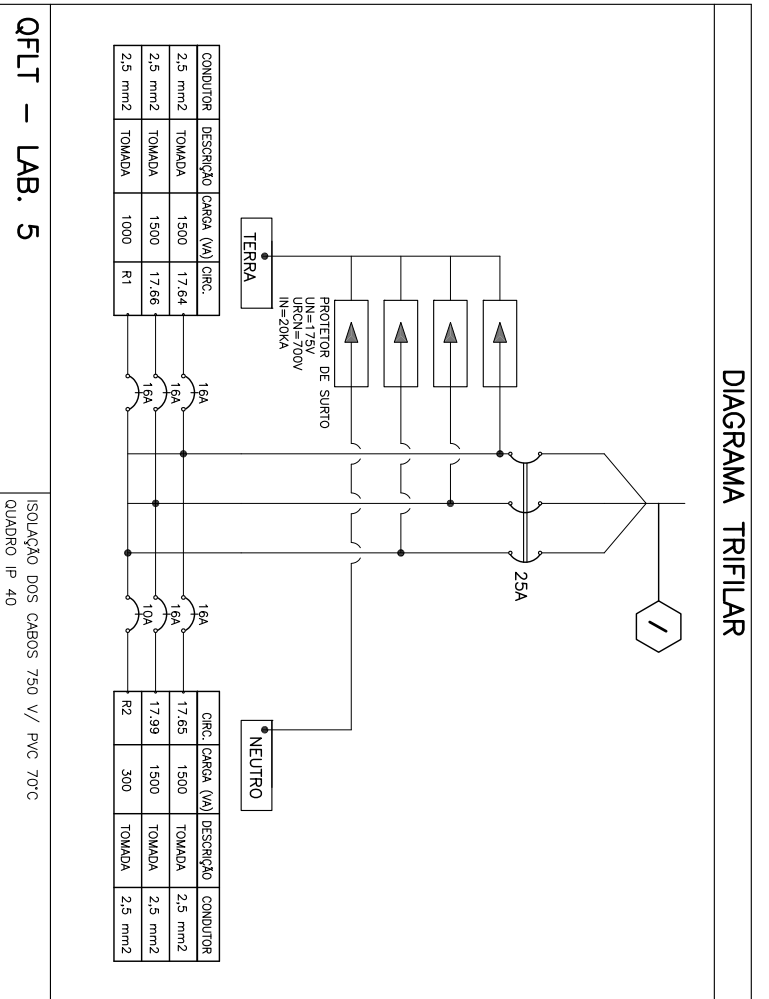 DIAGRAMA TRIFILAR
25A
PROTETOR DE SURTO
UN=175V
URCN=700V
IN=20KA
TERRA
NEUTRO
CONDUTOR DESCRIÇÃO CARGA (VA) CIRC.
2,5 mm2 TOMADA 1500 17.64
2,5 mm2 TOMADA 1500 17.66
2,5 mm2 TOMADA 1000 R1
16A
16A
16A
16A
16A
10A
CIRC. CARGA (VA) DESCRIÇÃO CONDUTOR
17.65 1500 TOMADA 2,5 mm2
17.99 1500 TOMADA 2,5 mm2
R2 300 TOMADA 2,5 mm2
QFLT - LAB. 5
ISOLAÇÃO DOS CABOS 750 V/ PVC 70°C
QUADRO IP 40